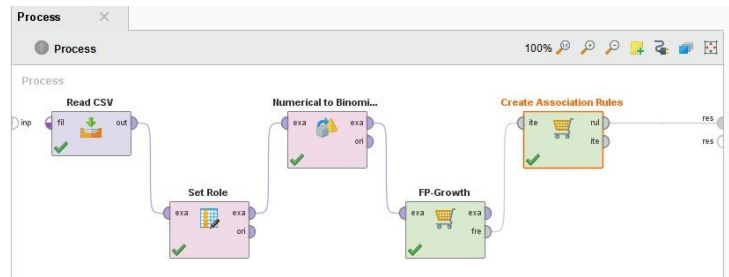 Process
Process
100%
Process
Read CSV
inp
fil
out
Numerical to Binomi...
exa
exa
ori
Create Association Rules
ite
rul
ite
res
res
Set Role
exa
exa
ori
FP-Growth
exa
exa
fre